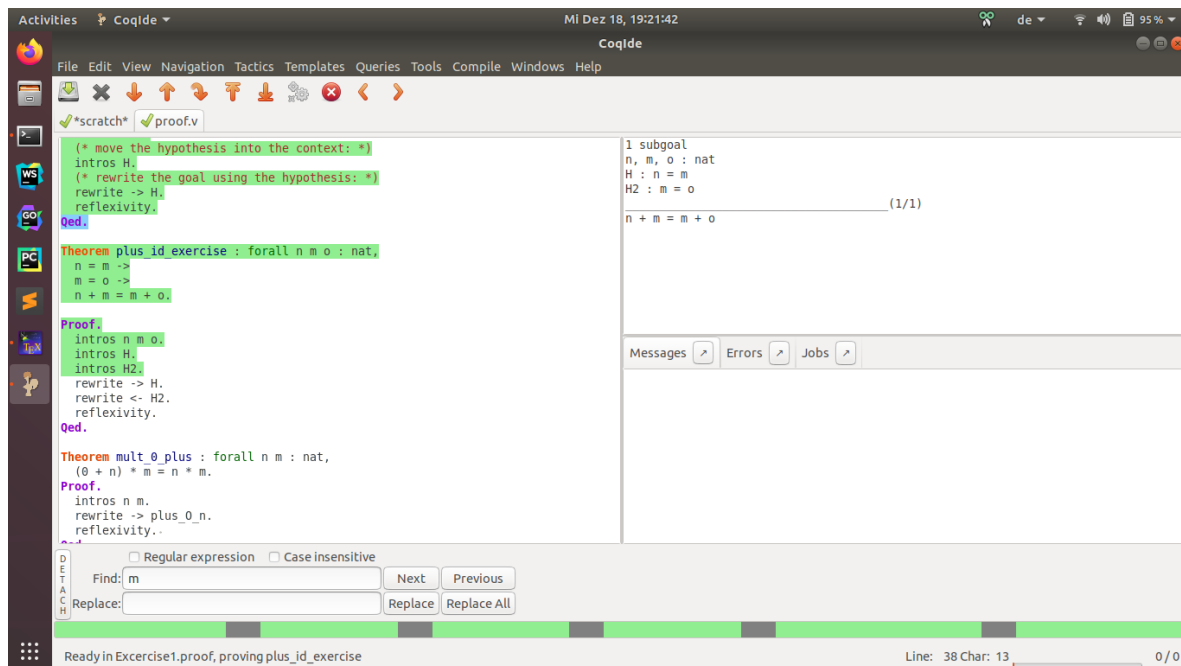 Activities CoqIde Mi Dez 18, 19:21:42 de 95 %
CoqIde
File Edit View Navigation Tactics Templates Queries Tools Compile Windows Help
*scratch* proof.v
(* move the hypothesis into the context: *)
intros H.
(* rewrite the goal using the hypothesis: *)
rewrite -> H.
reflexivity.
Qed.
Theorem plus_id_exercise : forall n m o : nat,
n = m ->
m = o ->
n + m = m + o.
Proof.
intros n m o.
intros H.
intros H2.
rewrite -> H.
rewrite <- H2.
reflexivity.
Qed.
Theorem mult_0_plus : forall n m : nat,
(0 + n) * m = n * m.
Proof.
intros n m.
rewrite -> plus_O_n.
reflexivity.
1 subgoal
n, m, o : nat
H : n = m
H2 : m = o
(1/1)
n + m = m + o
Messages Errors Jobs
DETACH
Regular expression Case insensitive
Find: m Next Previous
Replace: Replace Replace All
Ready in Excercise1.proof, proving plus_id_exercise Line: 38 Char: 13 0 / 0
WS
GO
PC
TEX